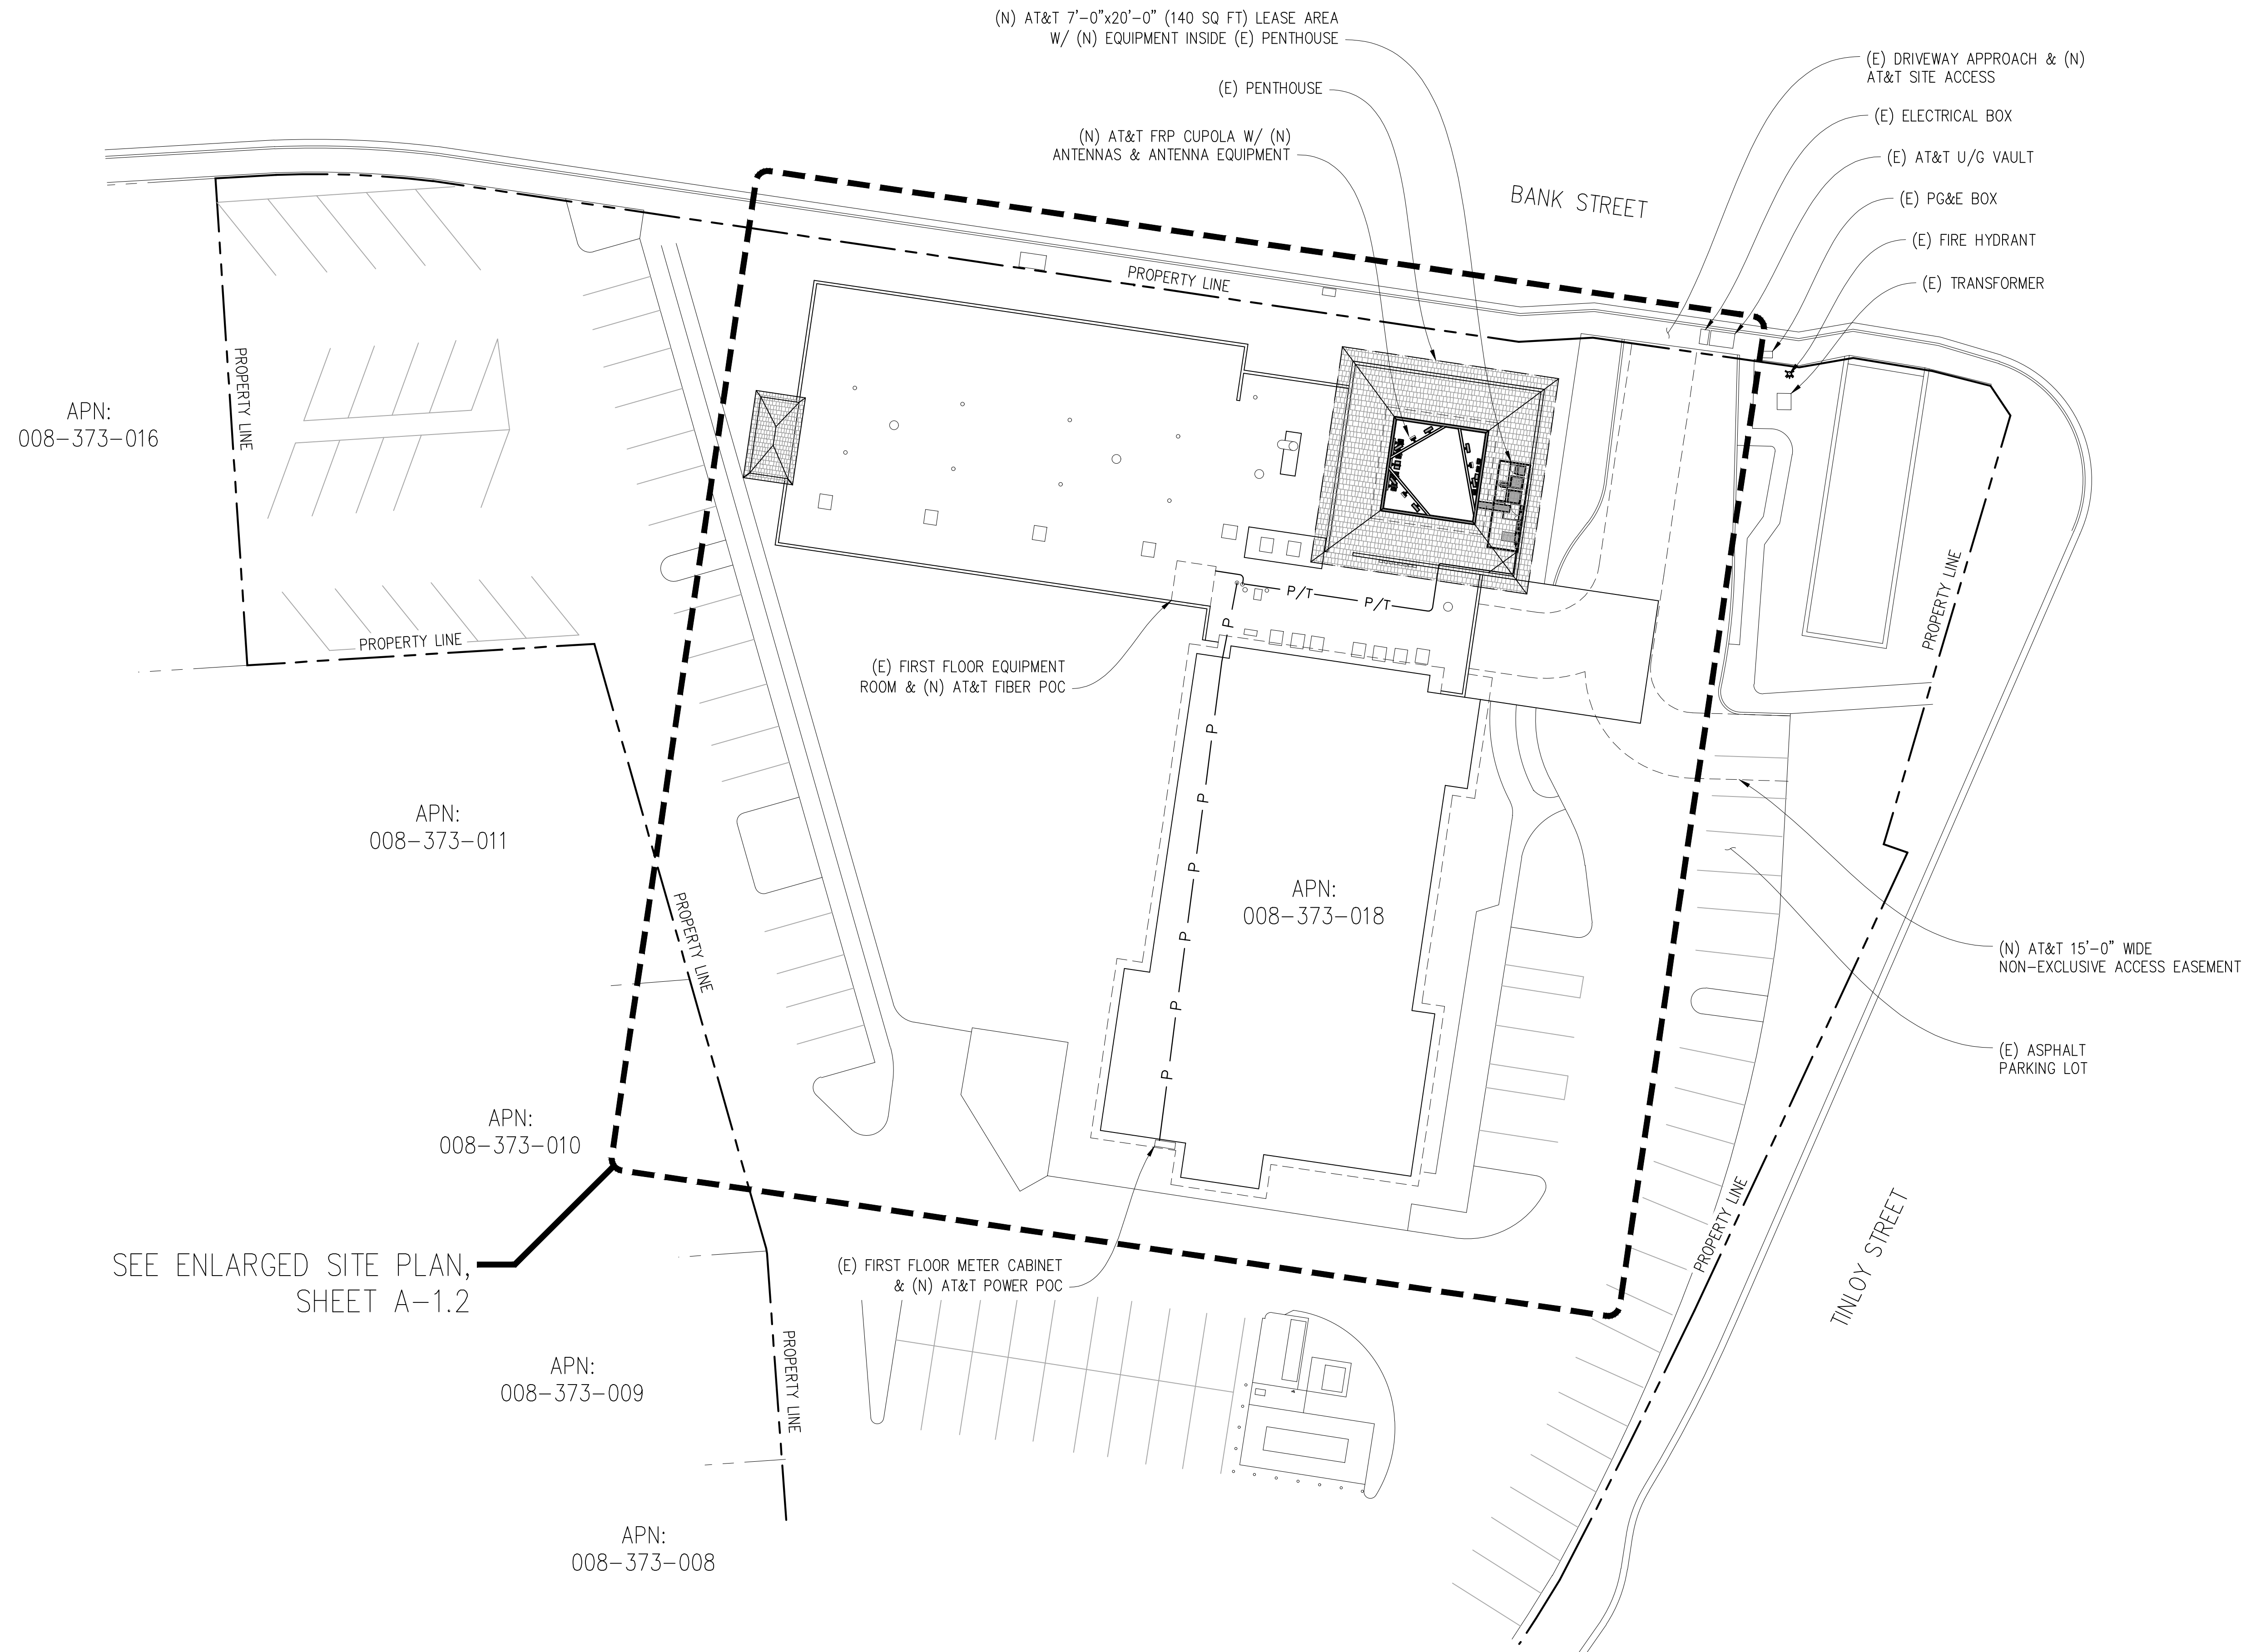 (N) AT&T 7'-0"x20'-0" (140 SQ FT) LEASE AREA
W/ (N) EQUIPMENT INSIDE (E) PENTHOUSE
(E) PENTHOUSE
(N) AT&T FRP CUPOLA W/ (N)
ANTENNAS & ANTENNA EQUIPMENT
(E) DRIVEWAY APPROACH & (N)
AT&T SITE ACCESS
(E) ELECTRICAL BOX
(E) AT&T U/G VAULT
(E) PG&E BOX
(E) FIRE HYDRANT
(E) TRANSFORMER
BANK STREET
PROPERTY LINE
PROPERTY LINE
APN:
008-373-016
PROPERTY LINE
P/T
P/T
P
PROPERTY LINE
(E) FIRST FLOOR EQUIPMENT
ROOM & (N) AT&T FIBER POC
P
P
P
P
P
P
P
APN:
008-373-011
PROPERTY LINE
APN:
008-373-018
(N) AT&T 15'-0" WIDE
NON-EXCLUSIVE ACCESS EASEMENT
(E) ASPHALT
PARKING LOT
APN:
008-373-010
PROPERTY LINE
TINLOY STREET
SEE ENLARGED SITE PLAN,
SHEET A-1.2
(E) FIRST FLOOR METER CABINET
& (N) AT&T POWER POC
PROPERTY LINE
APN:
008-373-009
APN:
008-373-008